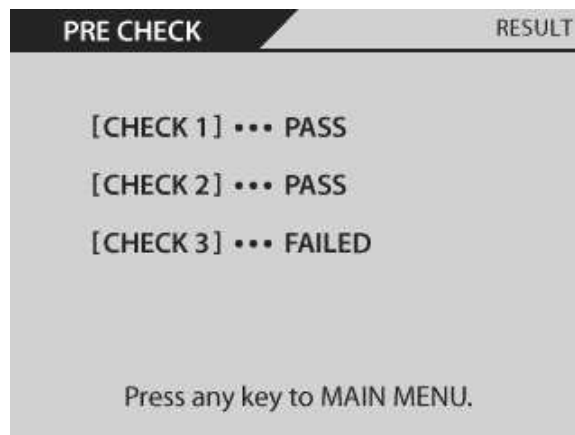 PRE CHECK RESULT
[CHECK 1] ••• PASS
[CHECK 2] ••• PASS
[CHECK 3] ••• FAILED
Press any key to MAIN MENU.